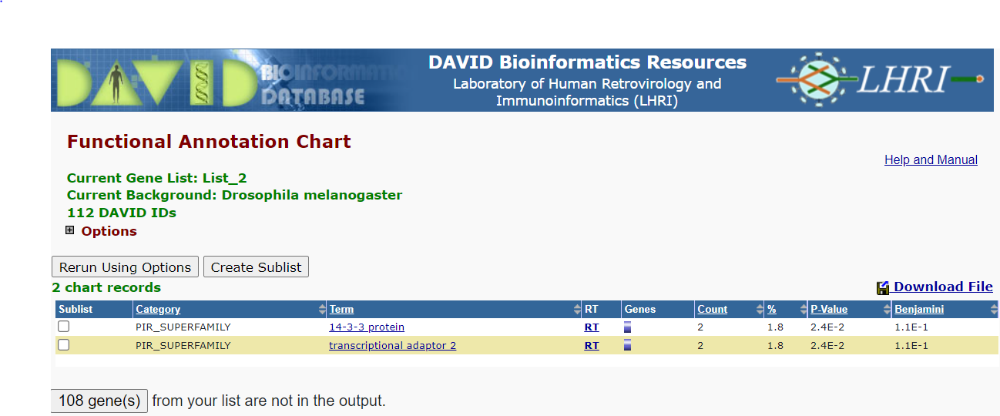 DAVID
BIOINFORMATICS
DATABASE
DAVID Bioinformatics Resources
Laboratory of Human Retrovirology and
Immunoinformatics (LHRI)
LHRI
Functional Annotation Chart
Help and Manual
Current Gene List: List_2
Current Background: Drosophila melanogaster
112 DAVID IDs
Options
Rerun Using Options Create Sublist
2 chart records Download File
Sublist Category Term RT Genes Count % P-Value Benjamini
PIR_SUPERFAMILY 14-3-3 protein RT 2 1.8 2.4E-2 1.1E-1
PIR_SUPERFAMILY transcriptional adaptor 2 RT 2 1.8 2.4E-2 1.1E-1
108 gene(s) from your list are not in the output.